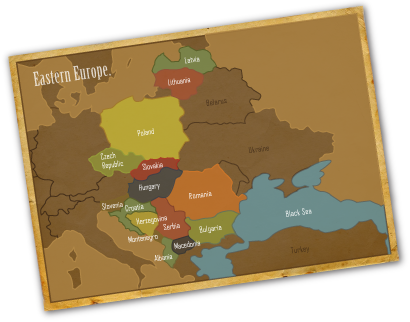 Eastern Europe
Latvia
Lithuania
Belarus
Poland
Ukraine
Czech
Republic
Slovakia
Hungary
Romania
Slovenia
Croatia
Herzegovina
Serbia
Black Sea
Montenegro
Bulgaria
Macedonia
Albania
Turkey